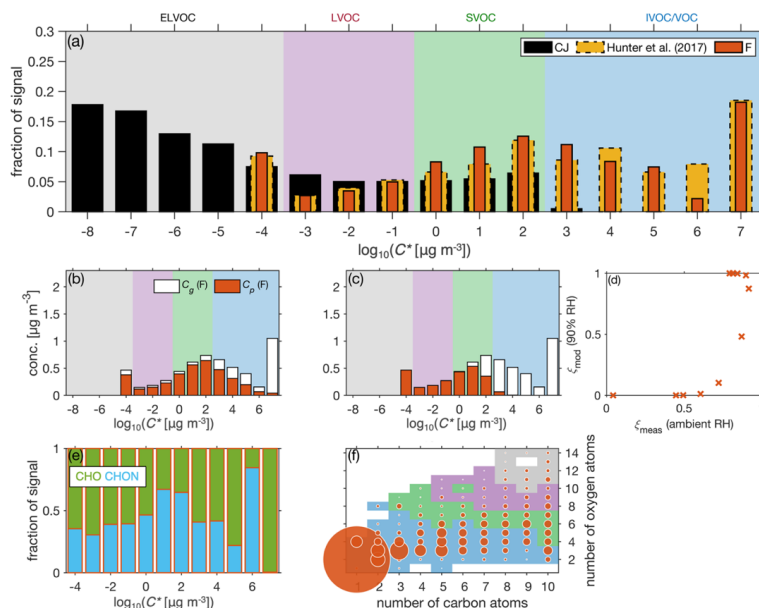 ELVOC LVOC SVOC IVOC/VOC
(a)
CJ Hunter et al. (2017) F
fraction of signal
0.3
0.25
0.2
0.15
0.1
0.05
0
-8 -7 -6 -5 -4 -3 -2 -1 0 1 2 3 4 5 6 7
log10(C* [µg m-3])
(b)
Cg (F) Cp (F)
conc. [µg m-3]
2
1.5
1
0.5
0
-8 -6 -4 -2 0 2 4 6
log10(C* [µg m-3])
(c)
2
1.5
1
0.5
0
-8 -6 -4 -2 0 2 4 6
log10(C* [µg m-3])
(d)
ξmod (90% RH)
1
0.5
0
0 0.5
ξmeas (ambient RH)
(e)
CHO CHON
fraction of signal
1
0.5
0
-4 -2 0 2 4 6
log10(C* [µg m-3])
(f)
14
12
10
8
6
4
2
number of oxygen atoms
1 2 3 4 5 6 7 8 9 10
number of carbon atoms